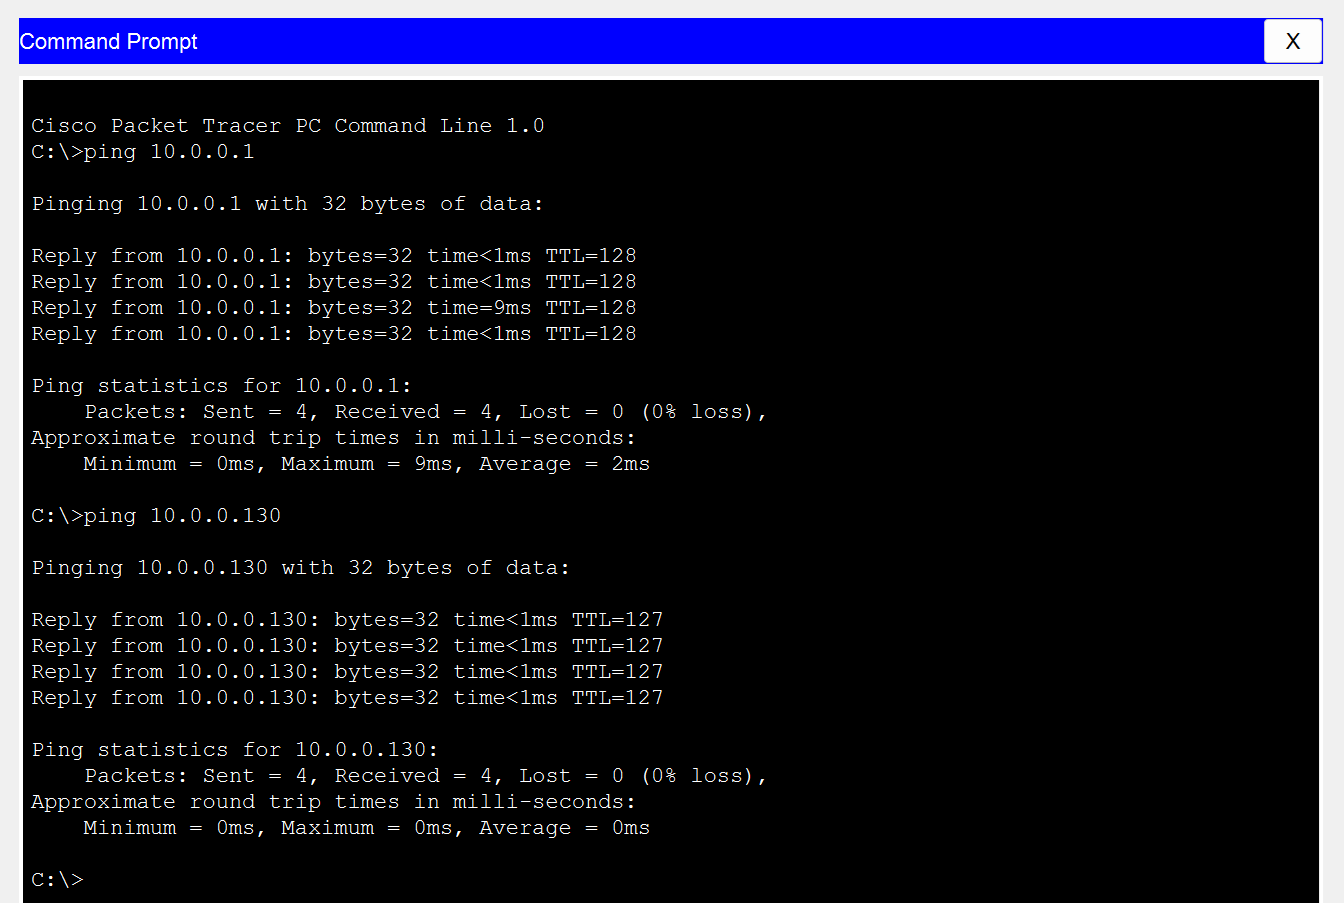 Command Prompt
X
Cisco Packet Tracer PC Command Line 1.0
C:\>ping 10.0.0.1
Pinging 10.0.0.1 with 32 bytes of data:
Reply from 10.0.0.1: bytes=32 time<1ms TTL=128
Reply from 10.0.0.1: bytes=32 time<1ms TTL=128
Reply from 10.0.0.1: bytes=32 time=9ms TTL=128
Reply from 10.0.0.1: bytes=32 time<1ms TTL=128
Ping statistics for 10.0.0.1:
    Packets: Sent = 4, Received = 4, Lost = 0 (0% loss),
Approximate round trip times in milli-seconds:
    Minimum = 0ms, Maximum = 9ms, Average = 2ms
C:\>ping 10.0.0.130
Pinging 10.0.0.130 with 32 bytes of data:
Reply from 10.0.0.130: bytes=32 time<1ms TTL=127
Reply from 10.0.0.130: bytes=32 time<1ms TTL=127
Reply from 10.0.0.130: bytes=32 time<1ms TTL=127
Reply from 10.0.0.130: bytes=32 time<1ms TTL=127
Ping statistics for 10.0.0.130:
    Packets: Sent = 4, Received = 4, Lost = 0 (0% loss),
Approximate round trip times in milli-seconds:
    Minimum = 0ms, Maximum = 0ms, Average = 0ms
C:\>